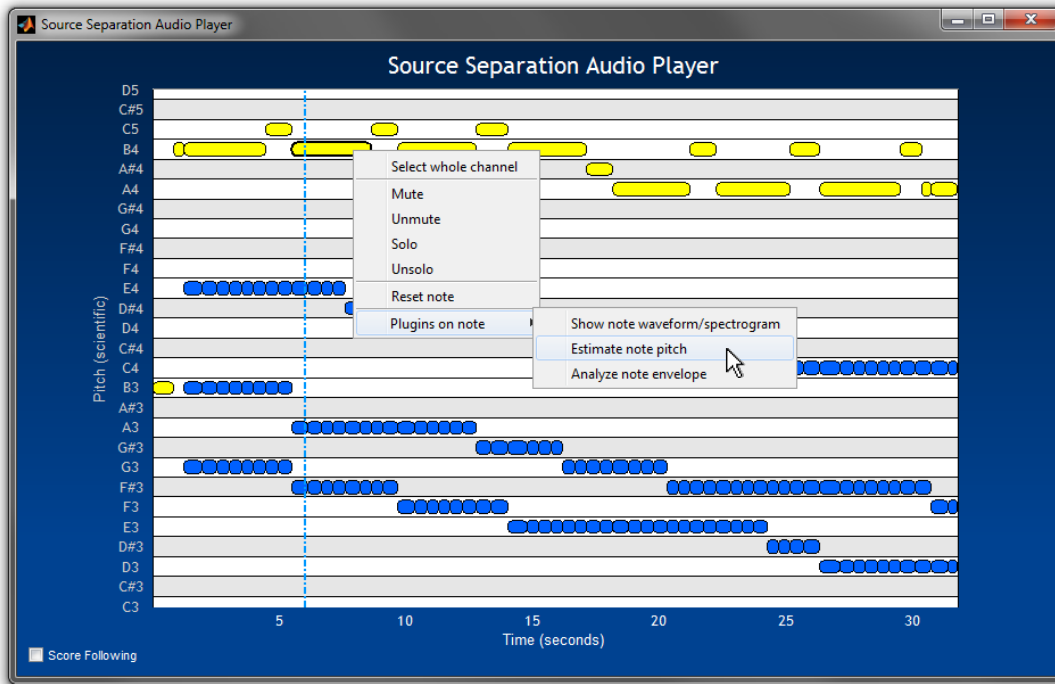 Source Separation Audio Player
Source Separation Audio Player
D5
C#5
C5
B4
A#4
A4
G#4
G4
F#4
F4
E4
D#4
D4
C#4
C4
B3
A#3
A3
G#3
G3
F#3
F3
E3
D#3
D3
C#3
C3
Pitch (scientific)
Select whole channel
Mute
Unmute
Solo
Unsolo
Reset note
Plugins on note
Show note waveform/spectrogram
Estimate note pitch
Analyze note envelope
5 10 15 20 25 30
Time (seconds)
Score Following